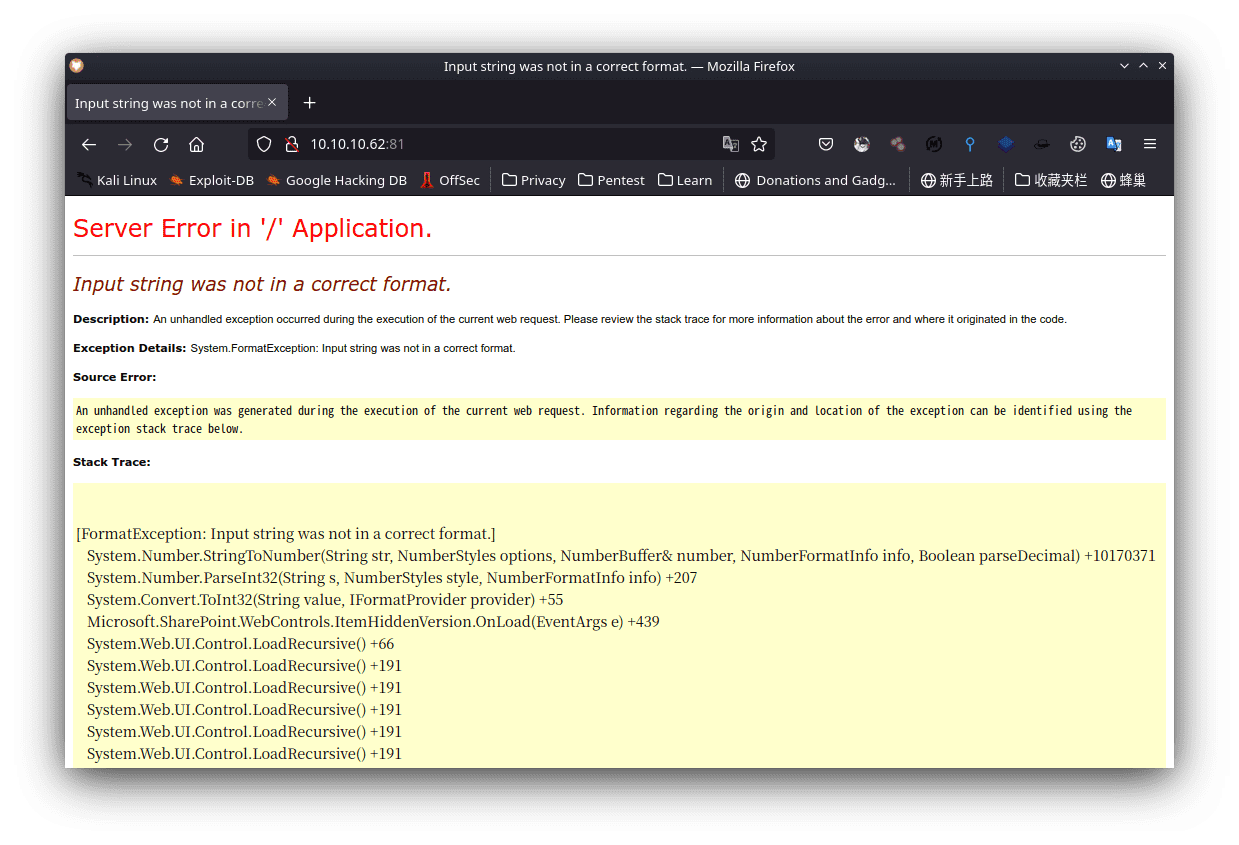 Input string was not in a correct format. — Mozilla Firefox
Input string was not in a corre
10.10.10.62:81
Kali Linux Exploit-DB Google Hacking DB OffSec Privacy Pentest Learn Donations and Gadg... 新手上路 收藏夹栏 蜂巢
Server Error in '/' Application.
Input string was not in a correct format.
Description: An unhandled exception occurred during the execution of the current web request. Please review the stack trace for more information about the error and where it originated in the code.
Exception Details: System.FormatException: Input string was not in a correct format.
Source Error:
An unhandled exception was generated during the execution of the current web request. Information regarding the origin and location of the exception can be identified using the
exception stack trace below.
Stack Trace:
[FormatException: Input string was not in a correct format.]
System.Number.StringToNumber(String str, NumberStyles options, NumberBuffer& number, NumberFormatInfo info, Boolean parseDecimal) +10170371
System.Number.ParseInt32(String s, NumberStyles style, NumberFormatInfo info) +207
System.Convert.ToInt32(String value, IFormatProvider provider) +55
Microsoft.SharePoint.WebControls.ItemHiddenVersion.OnLoad(EventArgs e) +439
System.Web.UI.Control.LoadRecursive() +66
System.Web.UI.Control.LoadRecursive() +191
System.Web.UI.Control.LoadRecursive() +191
System.Web.UI.Control.LoadRecursive() +191
System.Web.UI.Control.LoadRecursive() +191
System.Web.UI.Control.LoadRecursive() +191